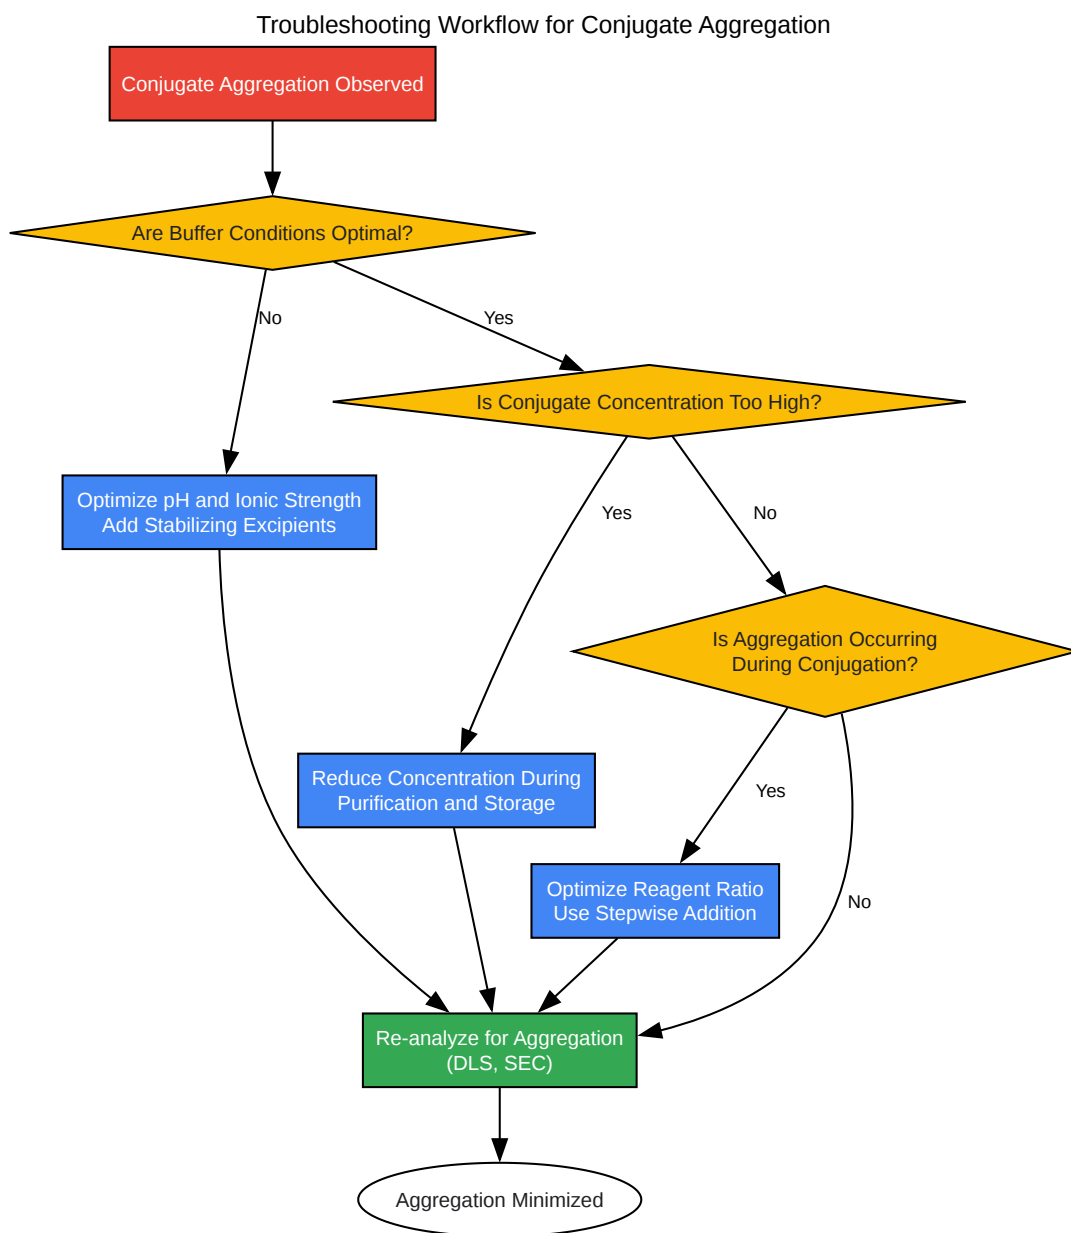 Troubleshooting Workflow for Conjugate Aggregation
Conjugate Aggregation Observed
Are Buffer Conditions Optimal?
No
Yes
Is Conjugate Concentration Too High?
Optimize pH and Ionic Strength
Add Stabilizing Excipients
Yes
No
Is Aggregation Occurring
During Conjugation?
Reduce Concentration During
Purification and Storage
Yes
Optimize Reagent Ratio
Use Stepwise Addition
No
Re-analyze for Aggregation
(DLS, SEC)
Aggregation Minimized